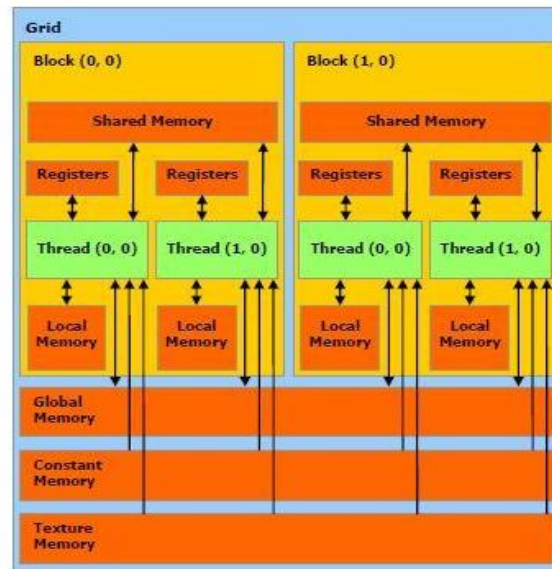 Grid
Block (0, 0)
Block (1, 0)
Shared Memory
Shared Memory
Registers
Registers
Registers
Registers
Thread (0, 0)
Thread (1, 0)
Thread (0, 0)
Thread (1, 0)
Local
Memory
Local
Memory
Local
Memory
Local
Memory
Global
Memory
Constant
Memory
Texture
Memory